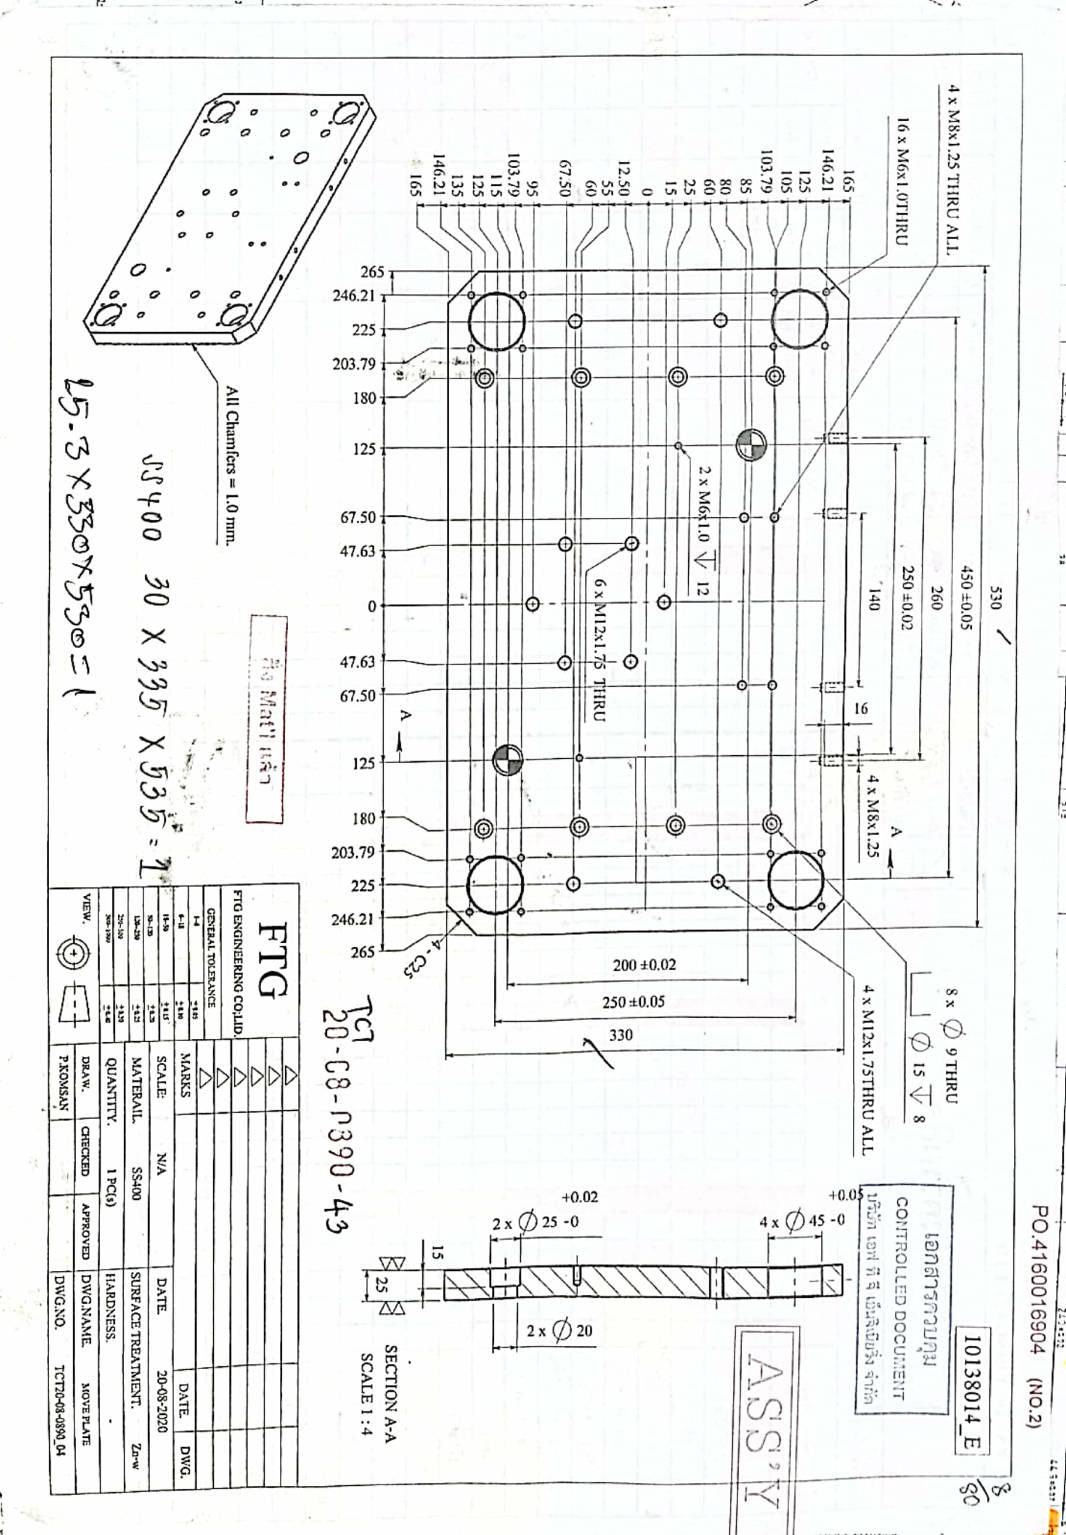 PO.4160016904 (NO.2)
8/80
10138014_E
เอกสารควบคุม
CONTROLLED DOCUMENT
บริษัท เอฟ ที จี เอ็นจิเนียริ่ง จำกัด
ASS'Y
530
450 ±0.05
260
250 ±0.02
140
16
4 x M8x1.25 THRU ALL
16 x M6x1.0THRU
8 x Ø 9 THRU
⌴ Ø 15 ↧ 8
A
4 x M8x1.25
4 x M12x1.75THRU ALL
2 x M6x1.0 ↧ 12
6 x M12x1.75 THRU
165
146.21
125
105
103.79
85
80
60
25
15
0
12.50
55
60
67.50
95
103.79
115
125
135
146.21
165
200 ±0.02
250 ±0.05
330
4 - C25
A
265
246.21
225
203.79
180
125
67.50
47.63
0
47.63
67.50
125
180
203.79
225
246.21
265
4 x Ø 45 -0
+0.05
2 x Ø 25 -0
+0.02
2 x Ø 20
15
25
SECTION A-A
SCALE 1 : 4
TCT
All Chamfers = 1.0 mm.
สั่ง Mat'l แล้ว
SS400 30 X 335 X 535 = 1
25.3 X 330 X 530 = 1
FTG
FTG ENGINEERING CO;LTD.
GENERAL TOLERANCE
VIEW.
MARKS DATE. DWG.
SCALE: N/A DATE. 20-08-2020
MATERAIL. SS400 SURFACE TREATMENT. Zn-w
QUANTITY. 1 PC(s) HARDNESS. -
DRAW. CHECKED APPROVED DWG.NAME. MOVE PLATE
P.KOMSAN DWG.NO. TCT20-08-0890_04